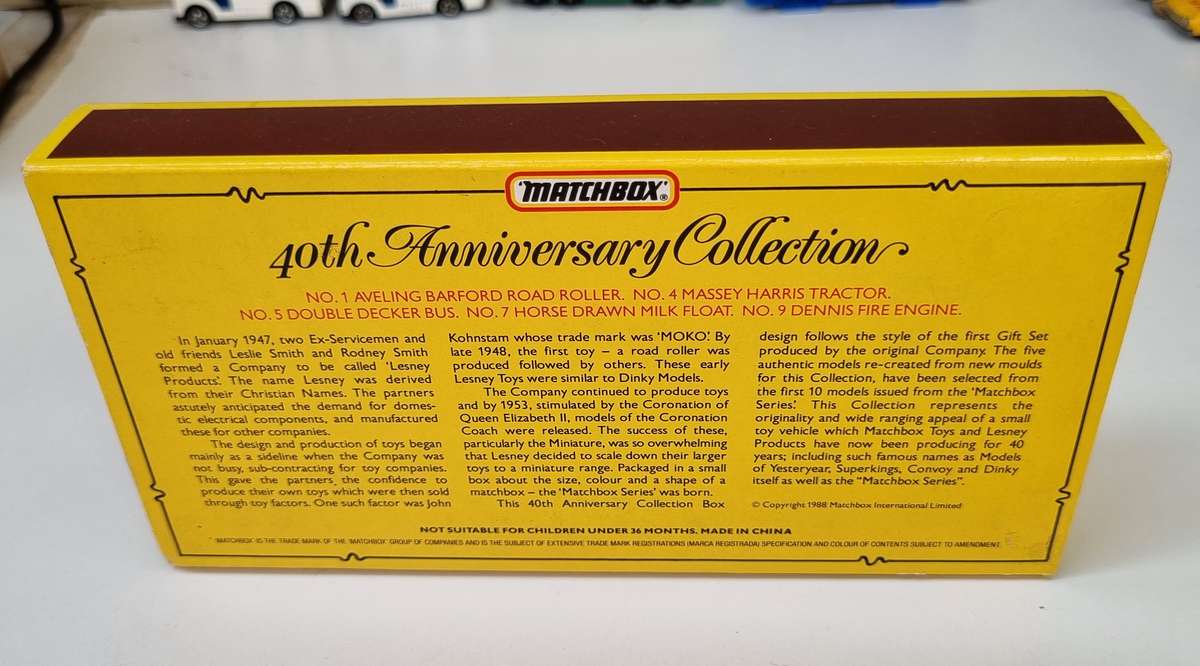 'MATCHBOX'®
40th Anniversary Collection
NO. 1 AVELING BARFORD ROAD ROLLER. NO. 4 MASSEY HARRIS TRACTOR.
NO. 5 DOUBLE DECKER BUS. NO. 7 HORSE DRAWN MILK FLOAT. NO. 9 DENNIS FIRE ENGINE.
In January 1947, two Ex-Servicemen and
old friends Leslie Smith and Rodney Smith
formed a Company to be called 'Lesney
Products'. The name Lesney was derived
from their Christian Names. The partners
astutely anticipated the demand for domes-
tic electrical components, and manufactured
these for other companies.
The design and production of toys began
mainly as a sideline when the Company was
not busy, sub-contracting for toy companies.
This gave the partners the confidence to
produce their own toys which were then sold
through toy factors. One such factor was John
Kohnstam whose trade mark was 'MOKO'. By
late 1948, the first toy – a road roller was
produced followed by others. These early
Lesney Toys were similar to Dinky Models.
The Company continued to produce toys
and by 1953, stimulated by the Coronation of
Queen Elizabeth II, models of the Coronation
Coach were released. The success of these,
particularly the Miniature, was so overwhelming
that Lesney decided to scale down their larger
toys to a miniature range. Packaged in a small
box about the size, colour and a shape of a
matchbox – the 'Matchbox Series' was born.
This 40th Anniversary Collection Box
design follows the style of the first Gift Set
produced by the original Company. The five
authentic models re-created from new moulds
for this Collection, have been selected from
the first 10 models issued from the 'Matchbox
Series'. This Collection represents the
originality and wide ranging appeal of a small
toy vehicle which Matchbox Toys and Lesney
Products have now been producing for 40
years; including such famous names as Models
of Yesteryear, Superkings, Convoy and Dinky
itself as well as the "Matchbox Series".
© Copyright 1988 Matchbox International Limited
NOT SUITABLE FOR CHILDREN UNDER 36 MONTHS. MADE IN CHINA
'MATCHBOX' IS THE TRADE MARK OF THE 'MATCHBOX' GROUP OF COMPANIES AND IS THE SUBJECT OF EXTENSIVE TRADE MARK REGISTRATIONS (MARCA REGISTRADA) SPECIFICATION AND COLOUR OF CONTENTS SUBJECT TO AMENDMENT.